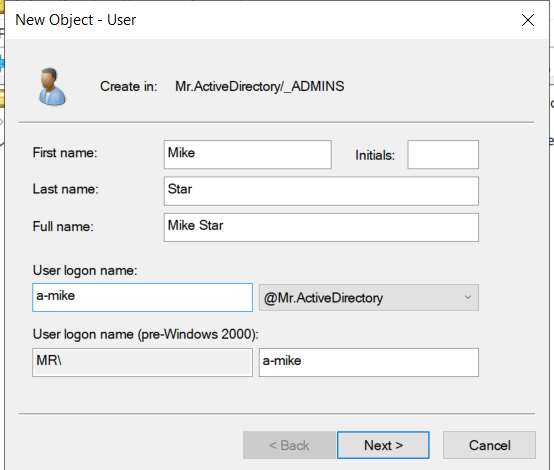 New Object - User
Create in: Mr.ActiveDirectory/_ADMINS
First name: Mike Initials:
Last name: Star
Full name: Mike Star
User logon name:
a-mike @Mr.ActiveDirectory
User logon name (pre-Windows 2000):
MR\ a-mike
< Back Next > Cancel